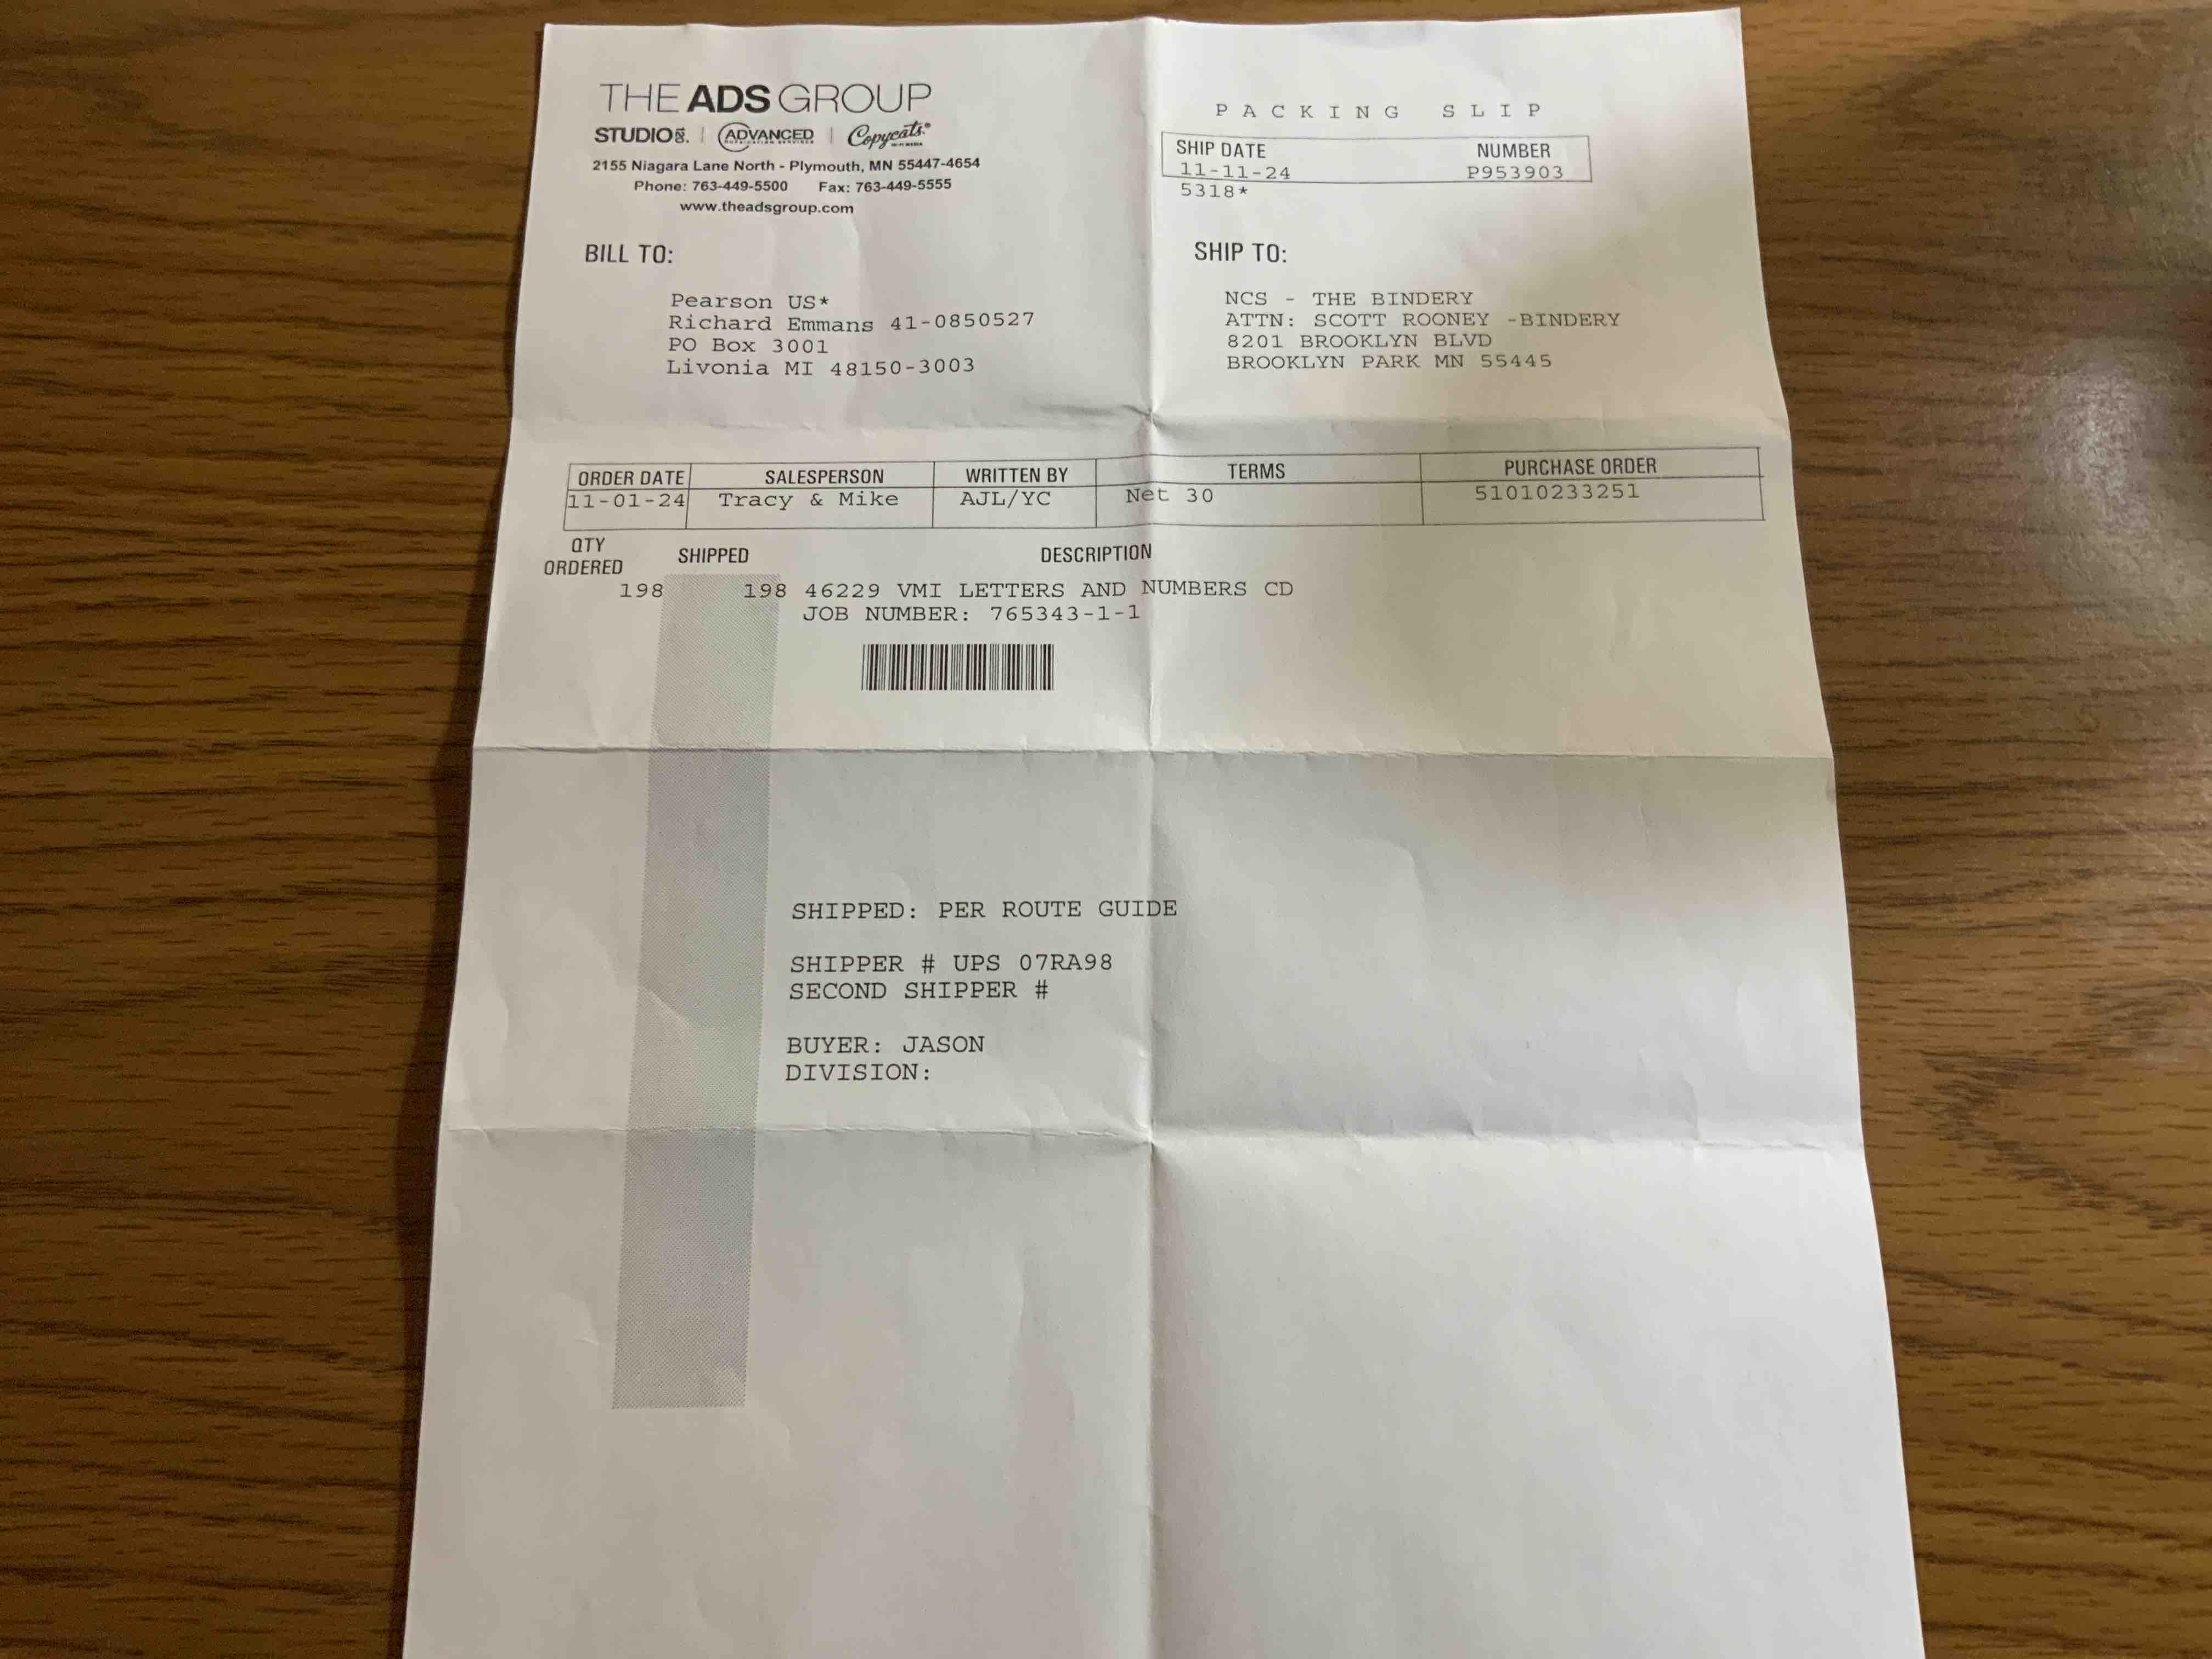 THE ADS GROUP
STUDIO | ADVANCED | Copycats
2155 Niagara Lane North - Plymouth, MN 55447-4654
Phone: 763-449-5500 Fax: 763-449-5555
www.theadsgroup.com
PACKING SLIP
SHIP DATE NUMBER
11-11-24 P953903
5318*
BILL TO:
Pearson US*
Richard Emmans 41-0850527
PO Box 3001
Livonia MI 48150-3003
SHIP TO:
NCS - THE BINDERY
ATTN: SCOTT ROONEY -BINDERY
8201 BROOKLYN BLVD
BROOKLYN PARK MN 55445
ORDER DATE SALESPERSON WRITTEN BY TERMS PURCHASE ORDER
11-01-24 Tracy & Mike AJL/YC Net 30 51010233251
QTY
ORDERED SHIPPED DESCRIPTION
198 198 46229 VMI LETTERS AND NUMBERS CD
JOB NUMBER: 765343-1-1
SHIPPED: PER ROUTE GUIDE
SHIPPER # UPS 07RA98
SECOND SHIPPER #
BUYER: JASON
DIVISION: